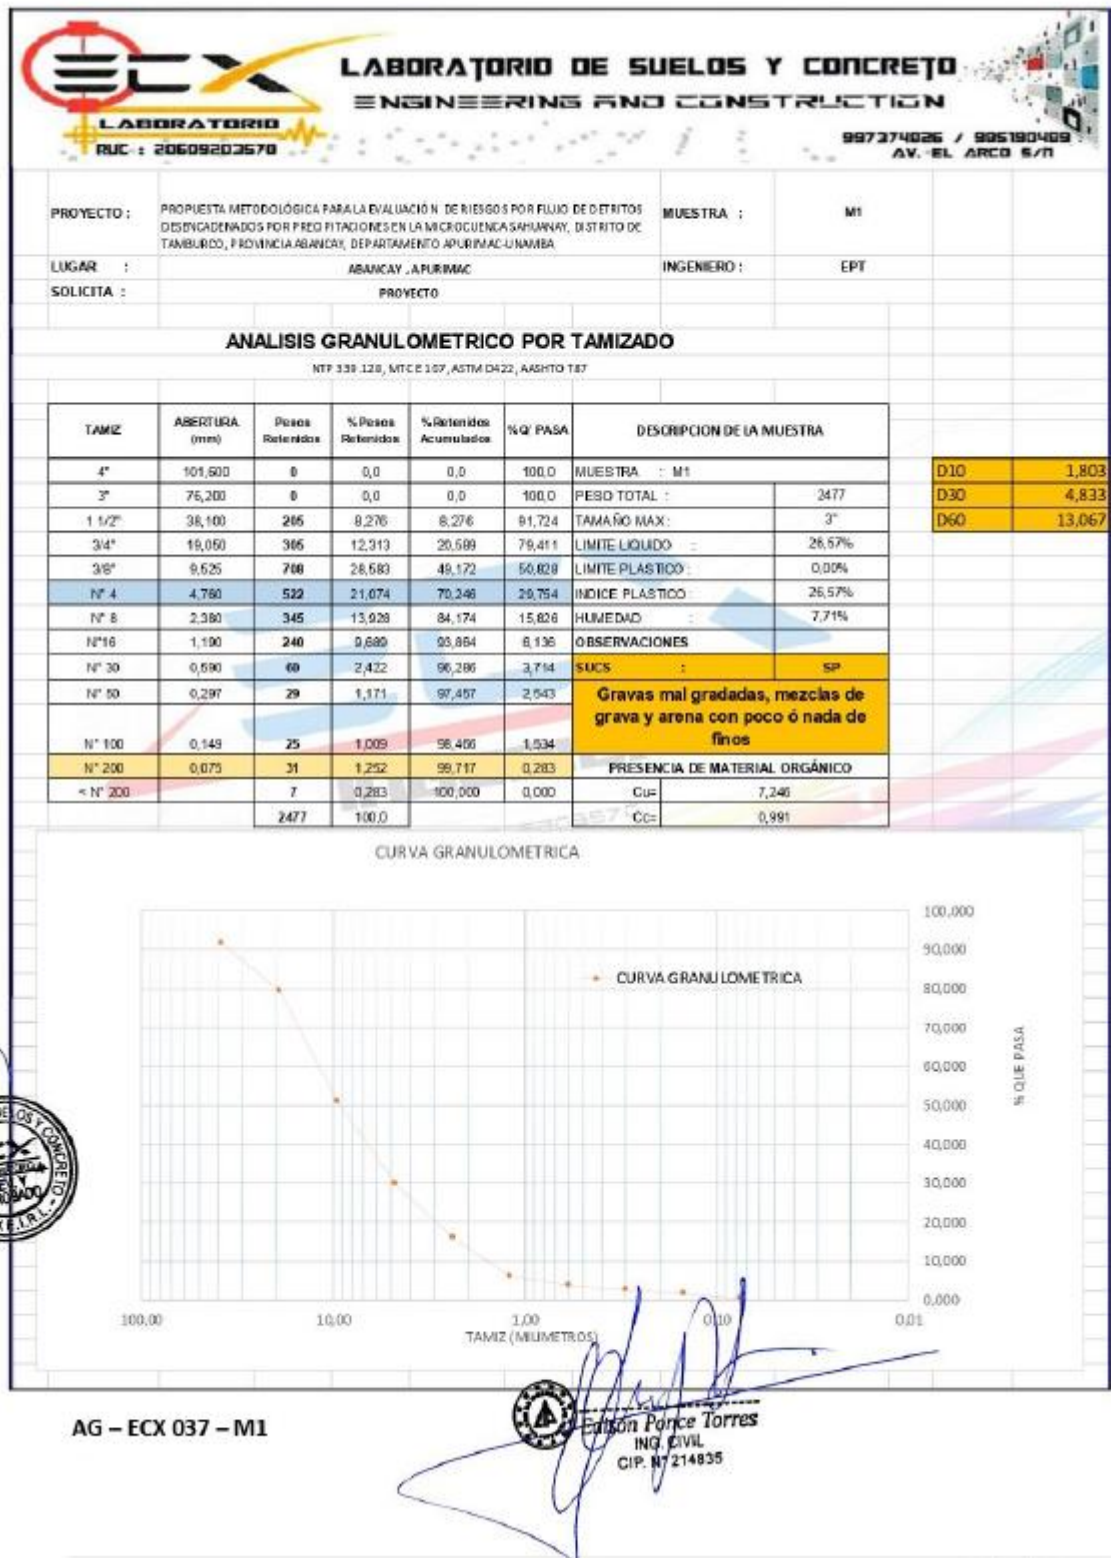 ECX
LABORATORIO
RUC : 20609203570
LABORATORIO DE SUELOS Y CONCRETO
ENGINEERING AND CONSTRUCTION
997374026 / 985190489
AV. EL ARCO S/N
PROYECTO : PROPUESTA METODOLÓGICA PARA LA EVALUACIÓN DE RIESGOS POR FLUJO DE DETRITOS
DESENCADENADOS POR PRECIPITACIONES EN LA MICROCUENCA SAHUANAY, DISTRITO DE
TAMBURCO, PROVINCIA ABANCAY, DEPARTAMENTO APURIMAC-UNAMBA
MUESTRA : M1
LUGAR : ABANCAY , APURIMAC INGENIERO : EPT
SOLICITA : PROYECTO
ANALISIS GRANULOMETRICO POR TAMIZADO
NTP 339.128, MTC E 107, ASTM D422, AASHTO T87
TAMIZ ABERTURA (mm) Pesos Retenidos % Pesos Retenidos % Retenidos Acumulados %Q' PASA DESCRIPCION DE LA MUESTRA
4" 101,600 0 0,0 0,0 100,0 MUESTRA : M1 D10 1,803
3" 76,200 0 0,0 0,0 100,0 PESO TOTAL : 2477 D30 4,833
1 1/2" 38,100 205 8,276 8,276 91,724 TAMAÑO MAX : 3" D60 13,067
3/4" 19,050 305 12,313 20,589 79,411 LIMITE LIQUIDO : 26,57%
3/8" 9,525 708 28,583 49,172 50,828 LIMITE PLASTICO : 0,00%
N° 4 4,760 522 21,074 70,246 29,754 INDICE PLASTICO : 26,57%
N° 8 2,380 345 13,928 84,174 15,826 HUMEDAD : 7,71%
N°16 1,190 240 9,689 93,864 6,136 OBSERVACIONES
N° 30 0,590 60 2,422 96,286 3,714 SUCS : SP
N° 50 0,297 29 1,171 97,457 2,543 Gravas mal gradadas, mezclas de
grava y arena con poco ó nada de
finos
N° 100 0,149 25 1,009 98,466 1,534
N° 200 0,075 31 1,252 99,717 0,283 PRESENCIA DE MATERIAL ORGÁNICO
< N° 200 7 0,283 100,000 0,000 Cu= 7,246
2477 100,0 Cc= 0,991
CURVA GRANULOMETRICA
CURVA GRANULOMETRICA
100,000
90,000
80,000
70,000
60,000
50,000
40,000
30,000
20,000
10,000
0,000
% QUE PASA
100,00 10,00 1,00 0,10 0,01
TAMIZ (MILIMETROS)
AG – ECX 037 – M1
Edison Ponce Torres
ING. CIVIL
CIP. N° 214835